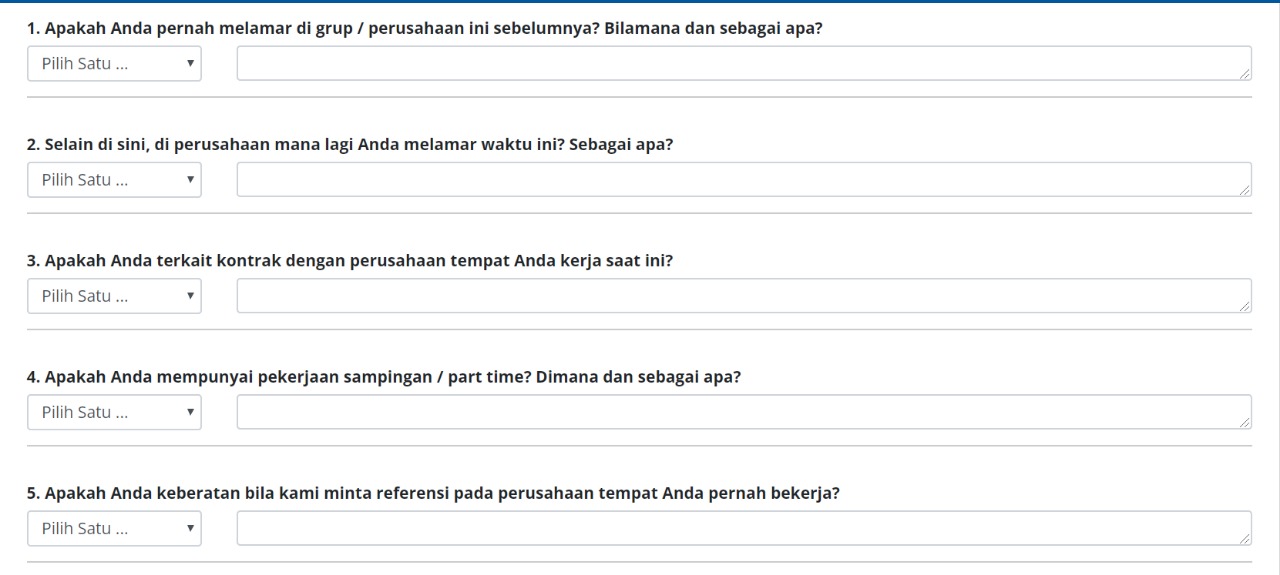 1. Apakah Anda pernah melamar di grup / perusahaan ini sebelumnya? Bilamana dan sebagai apa?
Pilih Satu ...
2. Selain di sini, di perusahaan mana lagi Anda melamar waktu ini? Sebagai apa?
Pilih Satu ...
3. Apakah Anda terkait kontrak dengan perusahaan tempat Anda kerja saat ini?
Pilih Satu ...
4. Apakah Anda mempunyai pekerjaan sampingan / part time? Dimana dan sebagai apa?
Pilih Satu ...
5. Apakah Anda keberatan bila kami minta referensi pada perusahaan tempat Anda pernah bekerja?
Pilih Satu ...